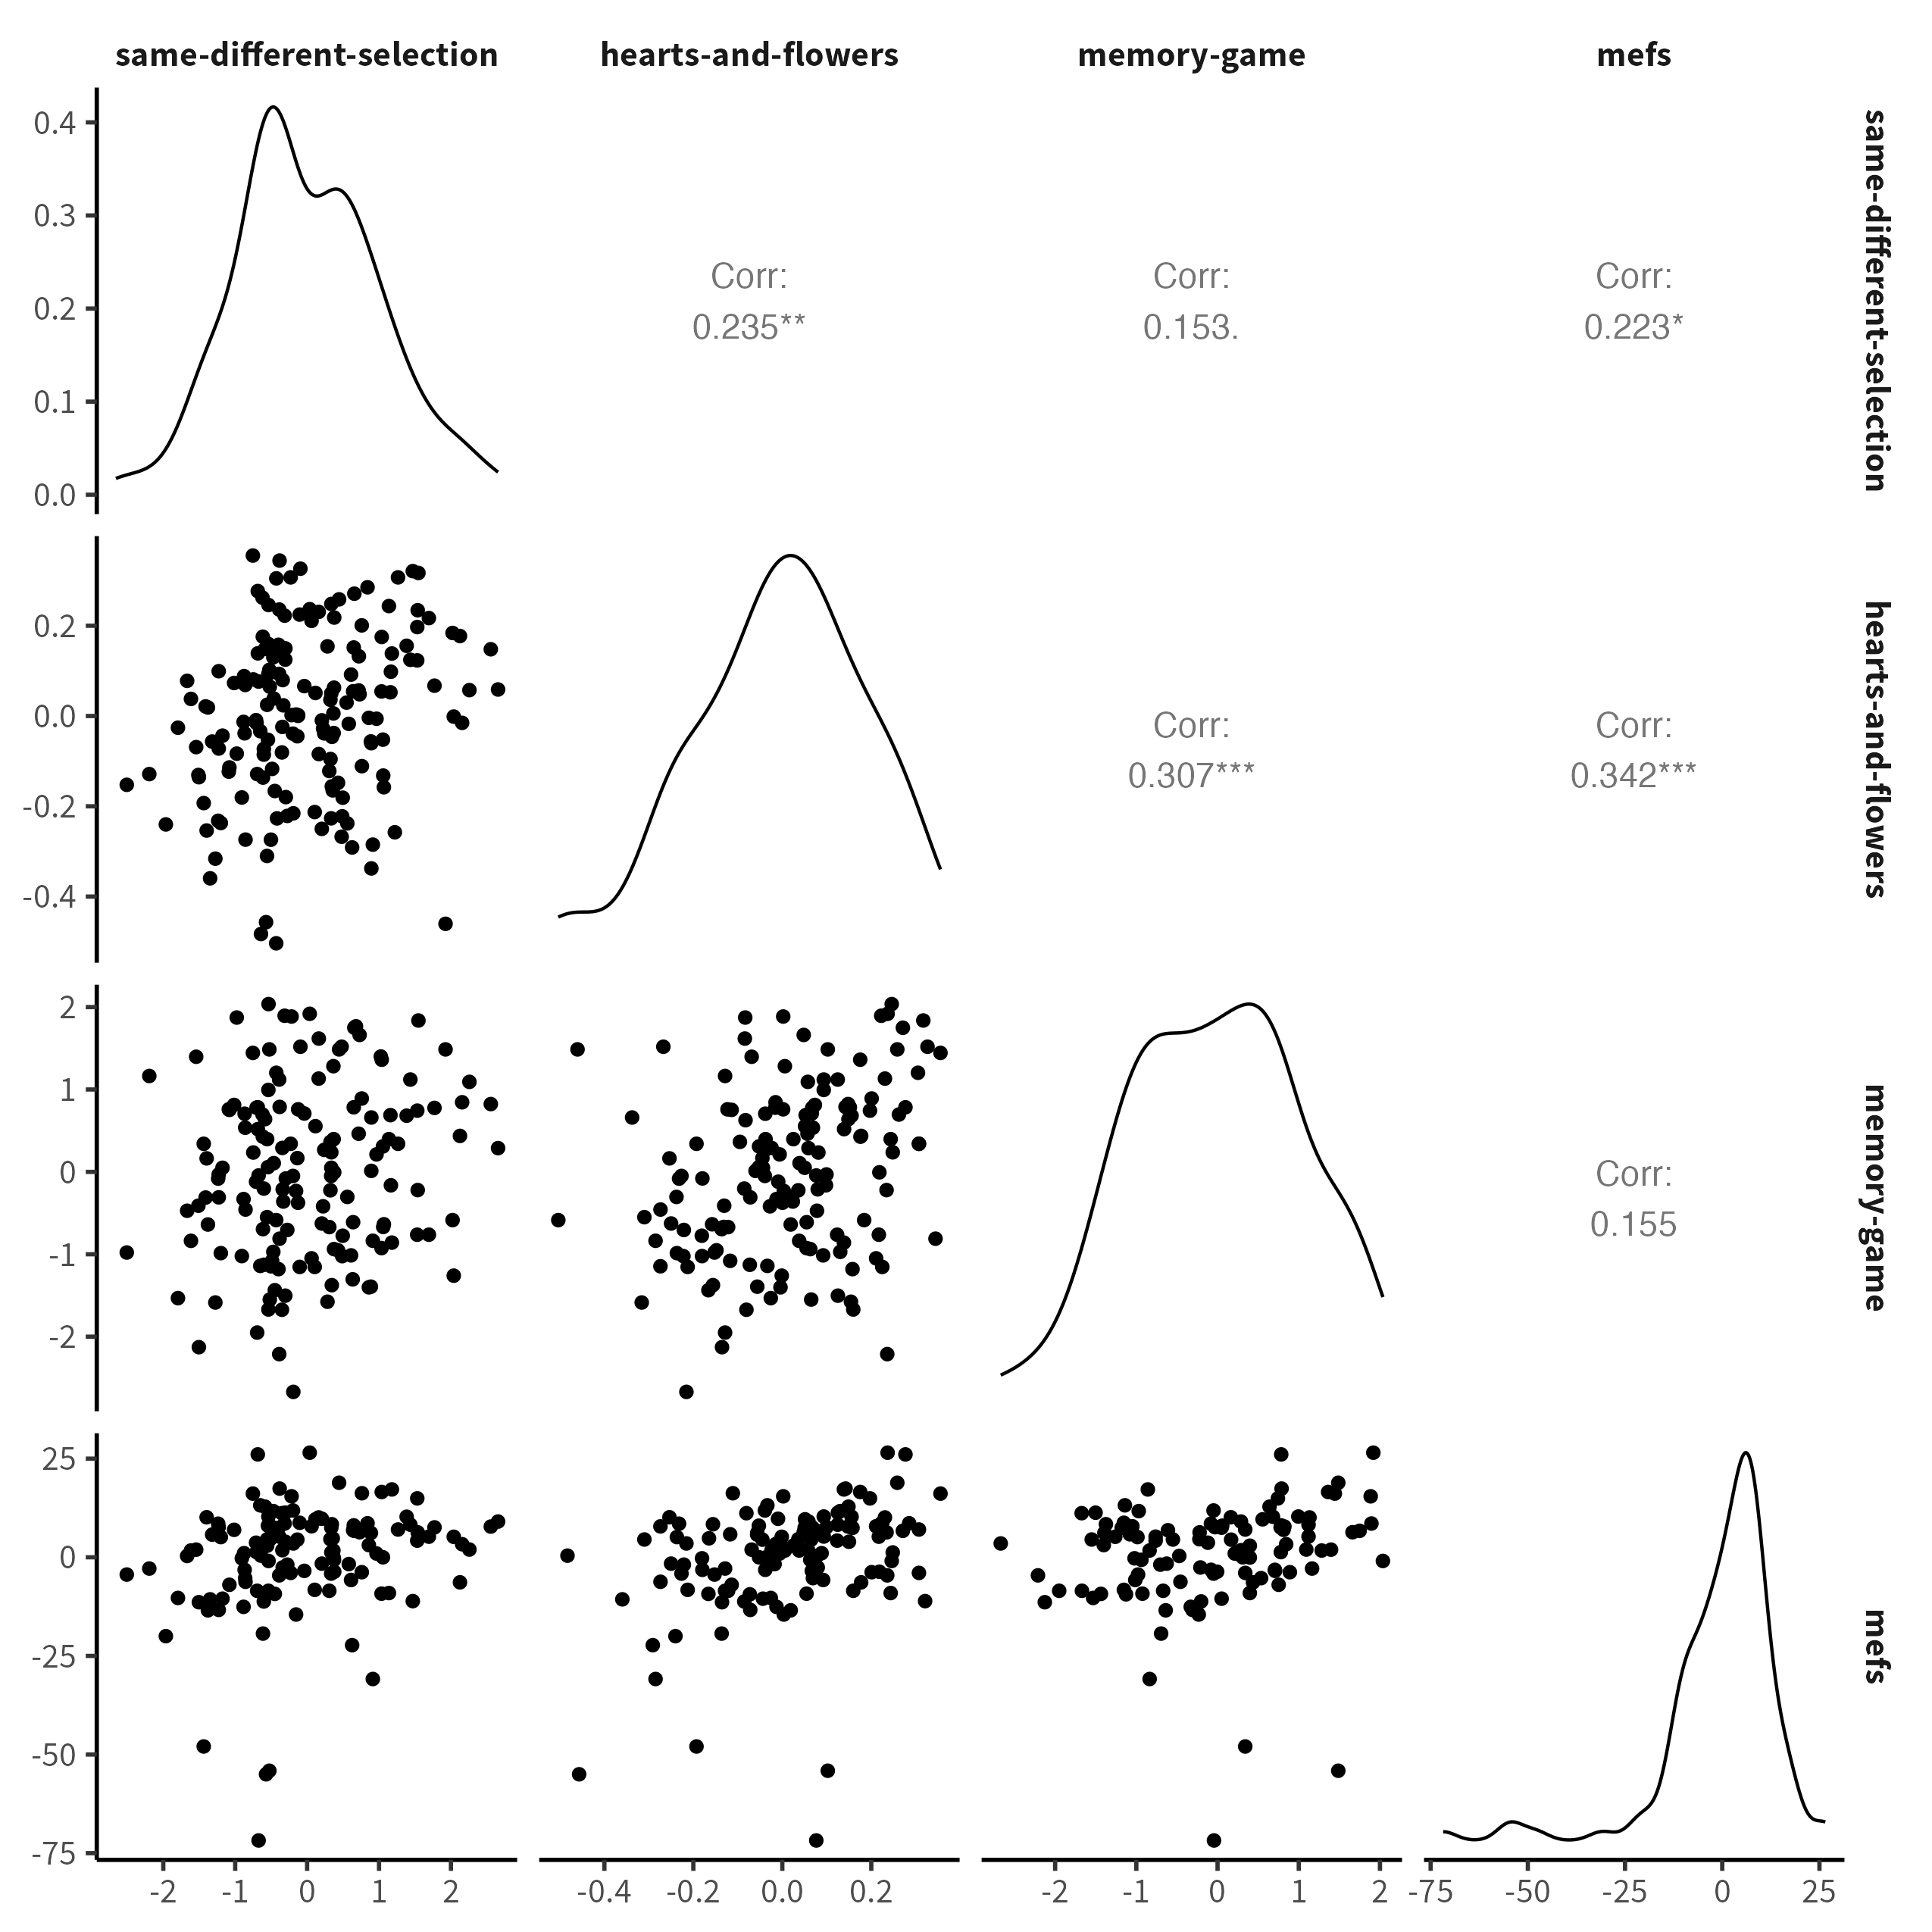 same-different-selection hearts-and-flowers memory-game mefs
0.4
0.3
0.2
0.1
0.0
Corr:
0.235**
Corr:
0.153.
Corr:
0.223*
same-different-selection
0.2
0.0
-0.2
-0.4
Corr:
0.307***
Corr:
0.342***
hearts-and-flowers
2
1
0
-1
-2
Corr:
0.155
memory-game
25
0
-25
-50
-75
mefs
-2 -1 0 1 2
-0.4 -0.2 0.0 0.2
-2 -1 0 1 2
-75 -50 -25 0 25